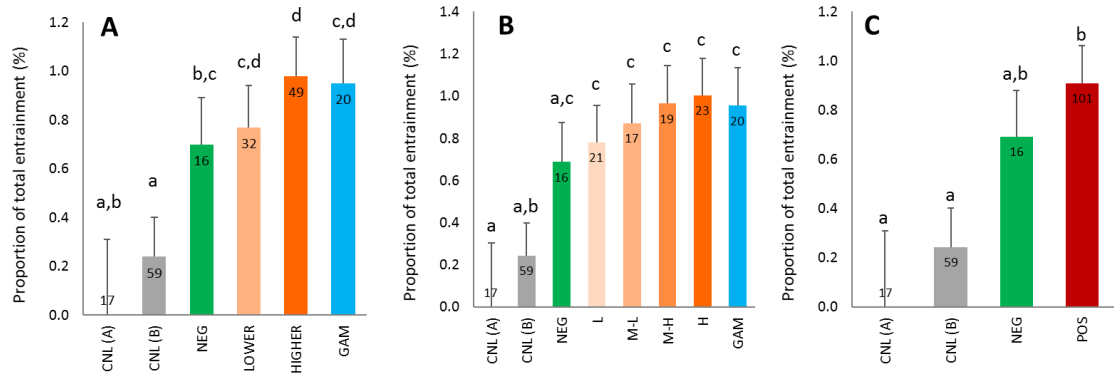 A
Proportion of total entrainment (%)
1.2
1.0
0.8
0.6
0.4
0.2
0.0
a,b
a
b,c
c,d
d
c,d
17
59
16
32
49
20
CNL (A)
CNL (B)
NEG
LOWER
HIGHER
GAM
B
Proportion of total entrainment (%)
1.4
1.2
1.0
0.8
0.6
0.4
0.2
0.0
a
a,b
a,c
c
c
c
c
c
17
59
16
21
17
19
23
20
CNL (A)
CNL (B)
NEG
L
M-L
M-H
H
GAM
C
Proportion of total entrainment (%)
1.2
1.0
0.8
0.6
0.4
0.2
0.0
a
a
a,b
b
17
59
16
101
CNL (A)
CNL (B)
NEG
POS